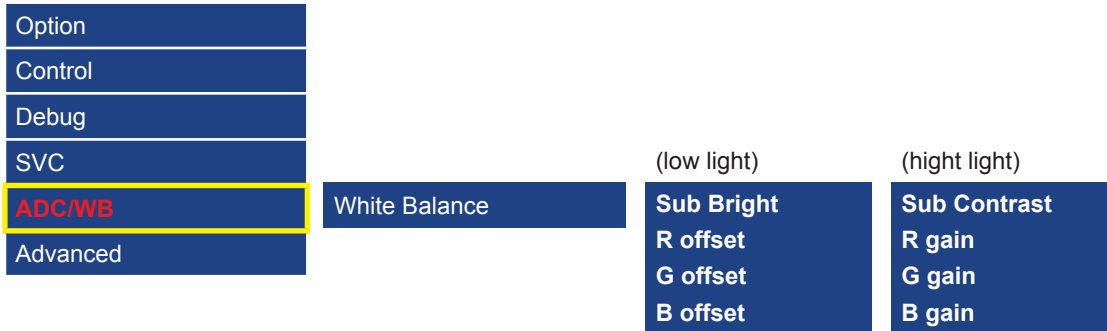 Option
Control
Debug
SVC
ADC/WB
Advanced
White Balance
(low light)
Sub Bright
R offset
G offset
B offset
(hight light)
Sub Contrast
R gain
G gain
B gain